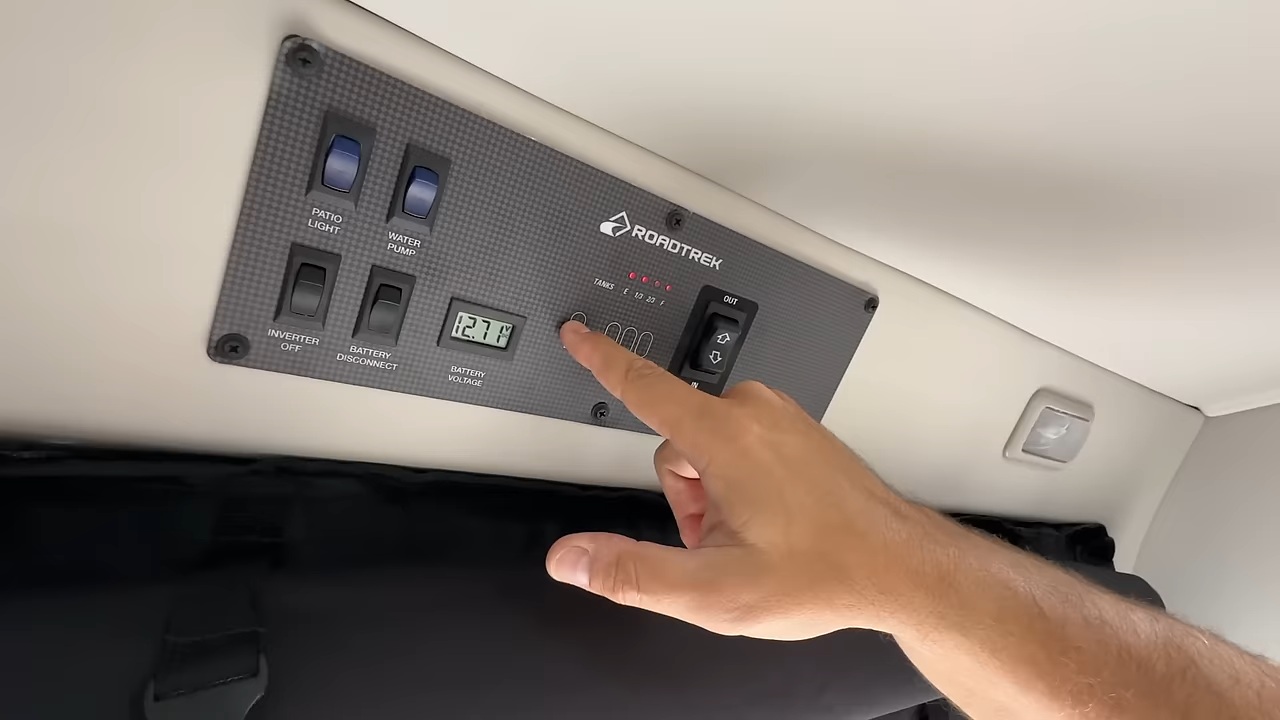 PATIO
LIGHT
WATER
PUMP
INVERTER
OFF
BATTERY
DISCONNECT
12.71V
BATTERY
VOLTAGE
ROADTREK
TANKS E 1/3 2/3 F
OUT
IN